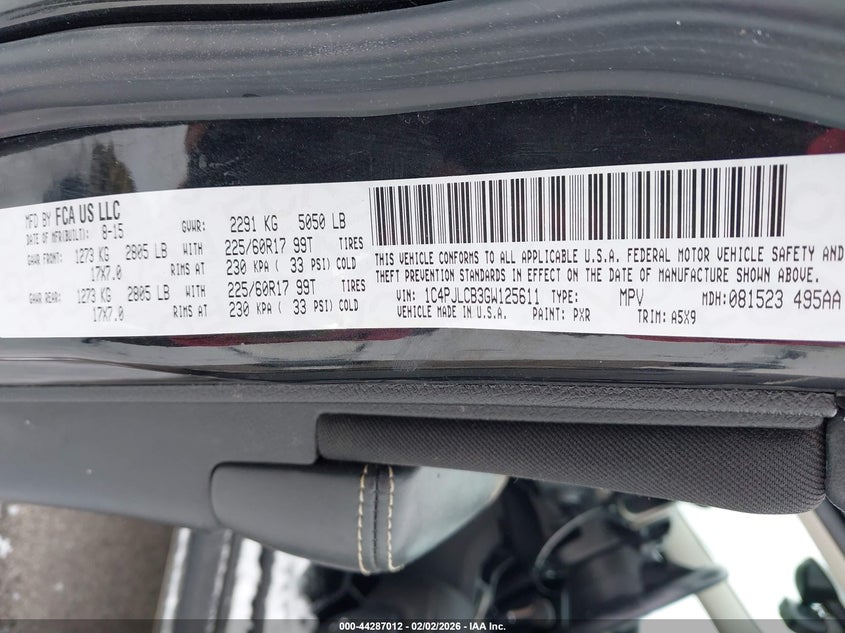 MFD BY FCA US LLC
DATE OF MFR(BUILT): 8-15 GVWR: 2291 KG 5050 LB
GAWR FRONT: 1273 KG 2805 LB WITH 225/60R17 99T TIRES
17X7.0 RIMS AT 230 KPA ( 33 PSI) COLD
GAWR REAR: 1273 KG 2805 LB WITH 225/60R17 99T TIRES
17X7.0 RIMS AT 230 KPA ( 33 PSI) COLD
THIS VEHICLE CONFORMS TO ALL APPLICABLE U.S.A. FEDERAL MOTOR VEHICLE SAFETY AND
THEFT PREVENTION STANDARDS IN EFFECT ON THE DATE OF MANUFACTURE SHOWN ABOVE.
VIN: 1C4PJLCB3GW125611 TYPE: MPV MDH: 081523 495AA
VEHICLE MADE IN U.S.A. PAINT: PXR TRIM: A5X9
000-44287012 - 02/02/2026 - IAA Inc.